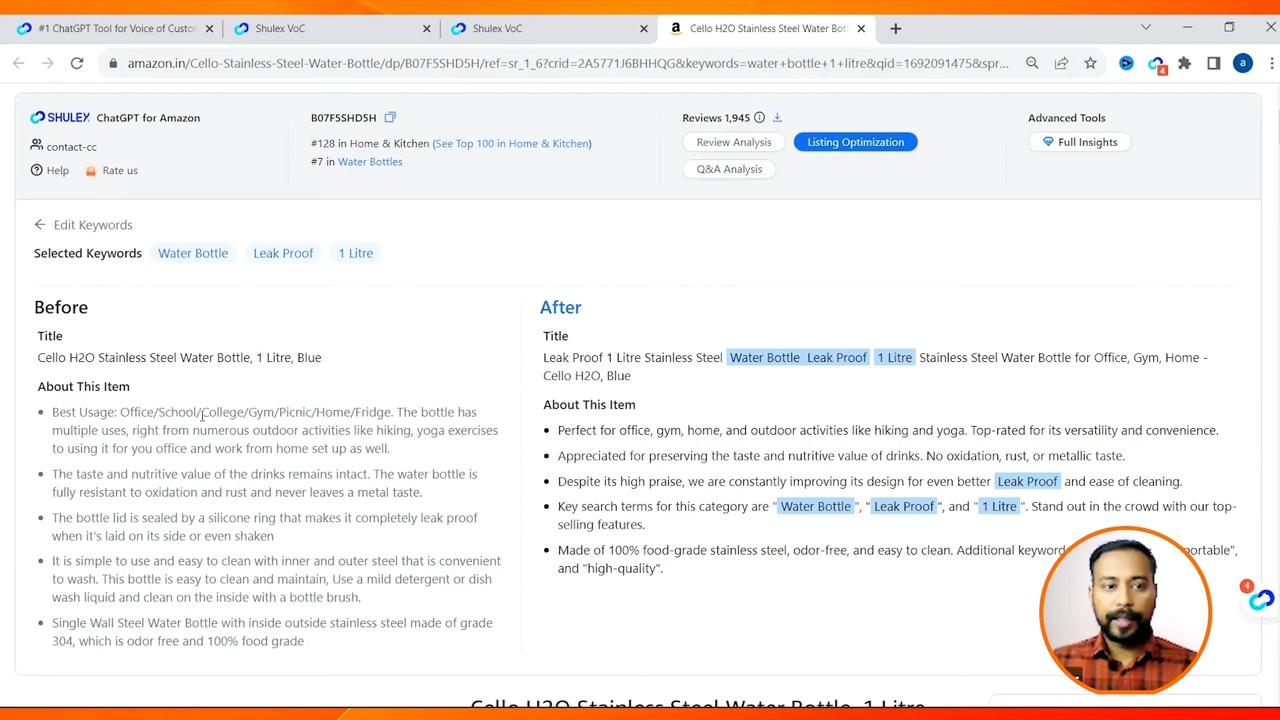 #1 ChatGPT Tool for Voice of Custom
Shulex VoC
Shulex VoC
Cello H2O Stainless Steel Water Bott
amazon.in/Cello-Stainless-Steel-Water-Bottle/dp/B07F5SHD5H/ref=sr_1_6?crid=2A5771J6BHHQG&keywords=water+bottle+1+litre&qid=1692091475&spr...
4
a
SHULEX ChatGPT for Amazon
contact-cc
Help
Rate us
B07F5SHD5H
#128 in Home & Kitchen (See Top 100 in Home & Kitchen)
#7 in Water Bottles
Reviews 1,945
Review Analysis
Listing Optimization
Q&A Analysis
Advanced Tools
Full Insights
Edit Keywords
Selected Keywords Water Bottle Leak Proof 1 Litre
Before
Title
Cello H2O Stainless Steel Water Bottle, 1 Litre, Blue
About This Item
Best Usage: Office/School/College/Gym/Picnic/Home/Fridge. The bottle has
multiple uses, right from numerous outdoor activities like hiking, yoga exercises
to using it for you office and work from home set up as well.
The taste and nutritive value of the drinks remains intact. The water bottle is
fully resistant to oxidation and rust and never leaves a metal taste.
The bottle lid is sealed by a silicone ring that makes it completely leak proof
when it's laid on its side or even shaken
It is simple to use and easy to clean with inner and outer steel that is convenient
to wash. This bottle is easy to clean and maintain, Use a mild detergent or dish
wash liquid and clean on the inside with a bottle brush.
Single Wall Steel Water Bottle with inside outside stainless steel made of grade
304, which is odor free and 100% food grade
After
Title
Leak Proof 1 Litre Stainless Steel Water Bottle Leak Proof 1 Litre Stainless Steel Water Bottle for Office, Gym, Home -
Cello H2O, Blue
About This Item
Perfect for office, gym, home, and outdoor activities like hiking and yoga. Top-rated for its versatility and convenience.
Appreciated for preserving the taste and nutritive value of drinks. No oxidation, rust, or metallic taste.
Despite its high praise, we are constantly improving its design for even better Leak Proof and ease of cleaning.
Key search terms for this category are "Water Bottle", "Leak Proof", and "1 Litre". Stand out in the crowd with our top-
selling features.
Made of 100% food-grade stainless steel, odor-free, and easy to clean. Additional keyword portable",
and "high-quality".
4
Cello H2O Stainless Steel Water Bottle, 1 Litre